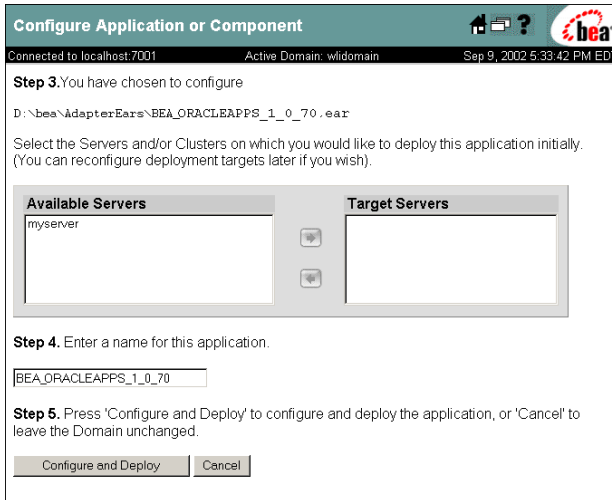 Configure Application or Component
?
bea
Connected to localhost:7001 Active Domain: wlidomain Sep 9, 2002 5:33:42 PM ED
Step 3.You have chosen to configure
D:\bea\AdapterEars\BEA_ORACLEAPPS_1_0_70.ear
Select the Servers and/or Clusters on which you would like to deploy this application initially.
(You can reconfigure deployment targets later if you wish).
Available Servers Target Servers
myserver
Step 4. Enter a name for this application.
BEA_ORACLEAPPS_1_0_70
Step 5. Press 'Configure and Deploy' to configure and deploy the application, or 'Cancel' to
leave the Domain unchanged.
Configure and Deploy Cancel